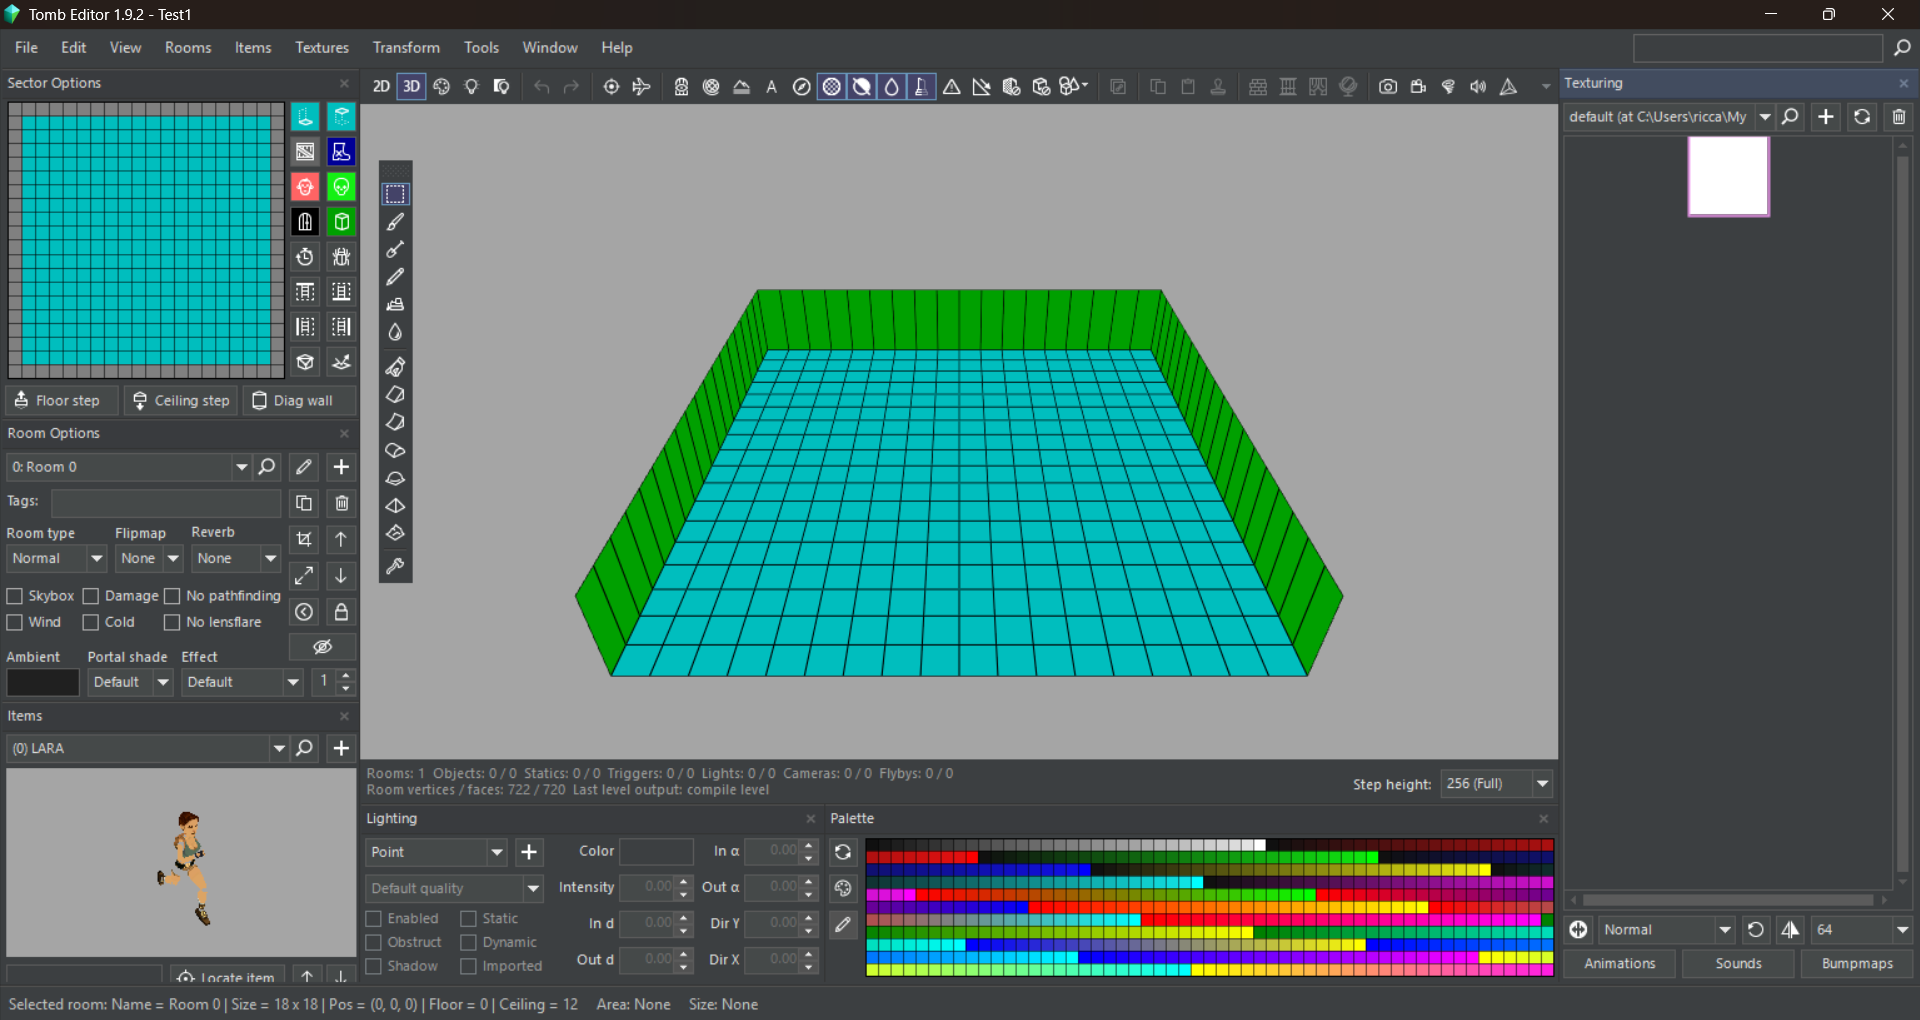 Tomb Editor 1.9.2 - Test1
File Edit View Rooms Items Textures Transform Tools Window Help
Sector Options
2D 3D
A
Texturing
default (at C:\Users\ricca\My
Floor step Ceiling step Diag wall
Room Options
0: Room 0
Tags:
Room type Flipmap Reverb
Normal None None
Skybox Damage No pathfinding
Wind Cold No lensflare
Ambient Portal shade Effect
Default Default 1
Items
(0) LARA
Locate item
Rooms: 1 Objects: 0 / 0 Statics: 0 / 0 Triggers: 0 / 0 Lights: 0 / 0 Cameras: 0 / 0 Flybys: 0 / 0
Room vertices / faces: 722 / 720 Last level output: compile level
Step height: 256 (Full)
Lighting
Point
Default quality
Enabled Static
Obstruct Dynamic
Shadow Imported
Color In α 0.00
Intensity 0.00 Out α 0.00
In d 0.00 Dir Y 0.00
Out d 0.00 Dir X 0.00
Palette
Normal 64
Animations Sounds Bumpmaps
Selected room: Name = Room 0 | Size = 18 x 18 | Pos = (0, 0, 0) | Floor = 0 | Ceiling = 12 Area: None Size: None